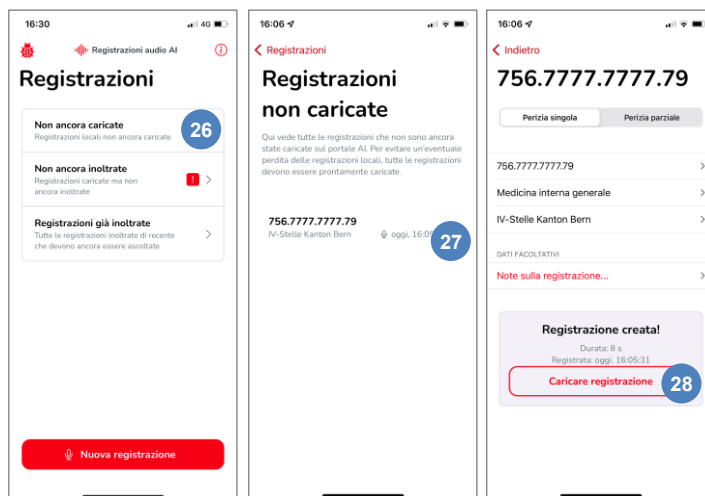 16:30
4G
Registrazioni audio AI
Registrazioni
Non ancora caricate
Registrazioni locali non ancora caricate
26
Non ancora inoltrate
Registrazioni caricate ma non
ancora inoltrate
!
Registrazioni già inoltrate
Tutte le registrazioni inoltrate di recente
che devono ancora essere ascoltate
Nuova registrazione
16:06
Registrazioni
Registrazioni
non caricate
Qui vede tutte le registrazioni che non sono ancora
state caricate sul portale AI. Per evitare un'eventuale
perdita delle registrazioni locali, tutte le registrazioni
devono essere prontamente caricate.
756.7777.7777.79
IV-Stelle Kanton Bern
oggi, 16:05
27
16:06
Indietro
756.7777.7777.79
Perizia singola
Perizia parziale
756.7777.7777.79
Medicina interna generale
IV-Stelle Kanton Bern
DATI FACOLTATIVI
Note sulla registrazione...
Registrazione creata!
Durata: 8 s
Registrata: oggi, 16:05:31
Caricare registrazione
28